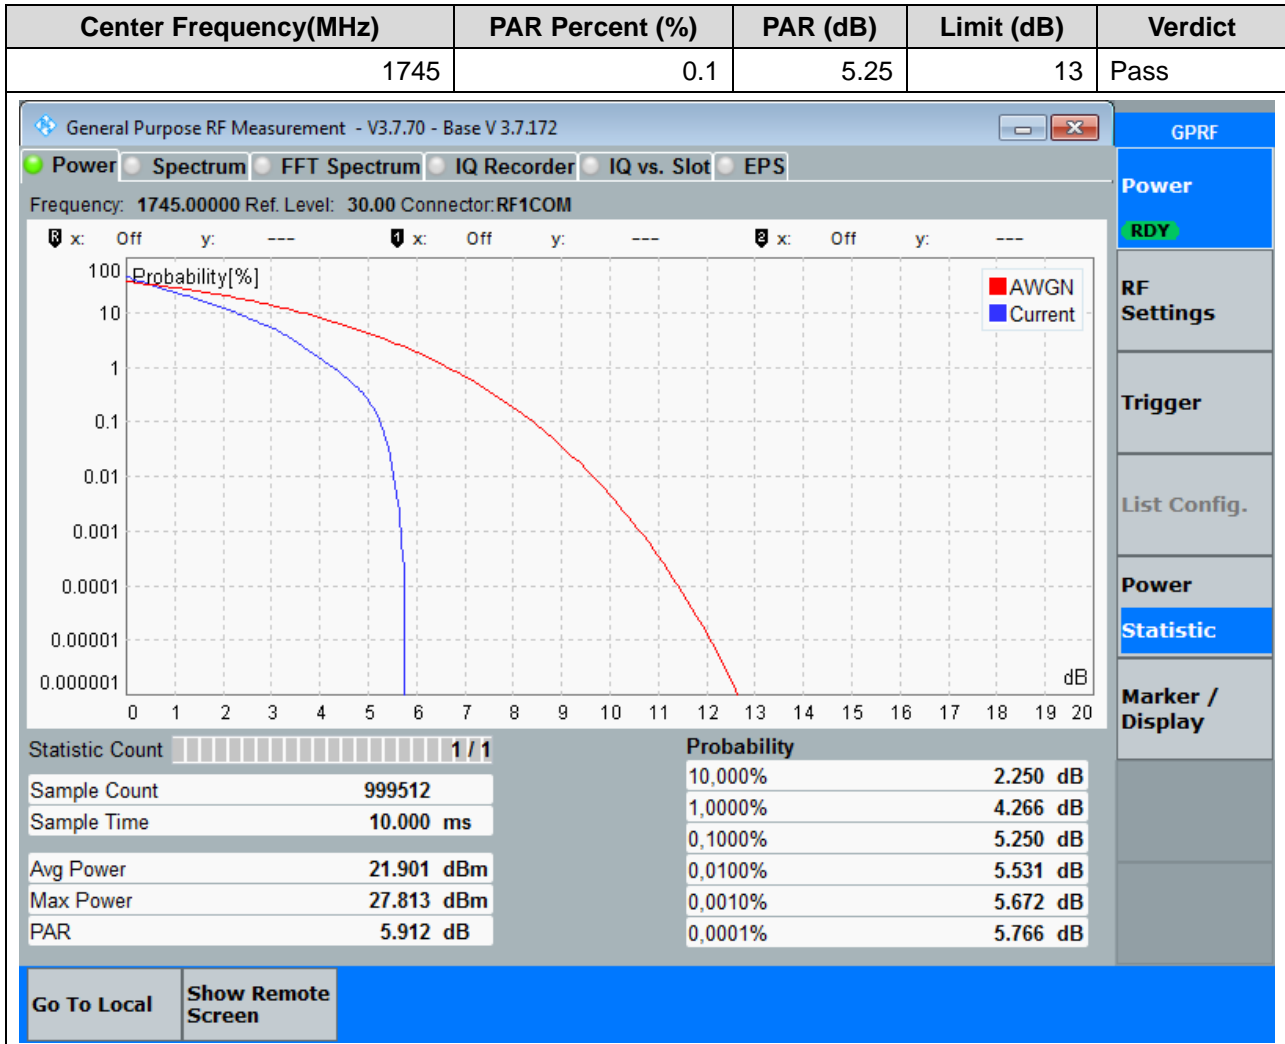 Center Frequency(MHz) PAR Percent (%) PAR (dB) Limit (dB) Verdict
1745 0.1 5.25 13 Pass
General Purpose RF Measurement - V3.7.70 - Base V 3.7.172
GPRF
Power Spectrum FFT Spectrum IQ Recorder IQ vs. Slot EPS
Frequency: 1745.00000 Ref. Level: 30.00 Connector: RF1COM
R x: Off y: --- 1 x: Off y: --- 2 x: Off y: ---
Probability[%]
100
10
1
0.1
0.01
0.001
0.0001
0.00001
0.000001
AWGN
Current
dB
0 1 2 3 4 5 6 7 8 9 10 11 12 13 14 15 16 17 18 19 20
Statistic Count 1 / 1
Sample Count 999512
Sample Time 10.000 ms
Avg Power 21.901 dBm
Max Power 27.813 dBm
PAR 5.912 dB
Probability
10,000% 2.250 dB
1,0000% 4.266 dB
0,1000% 5.250 dB
0,0100% 5.531 dB
0,0010% 5.672 dB
0,0001% 5.766 dB
Power
RDY
RF
Settings
Trigger
List Config.
Power
Statistic
Marker /
Display
Go To Local
Show Remote
Screen